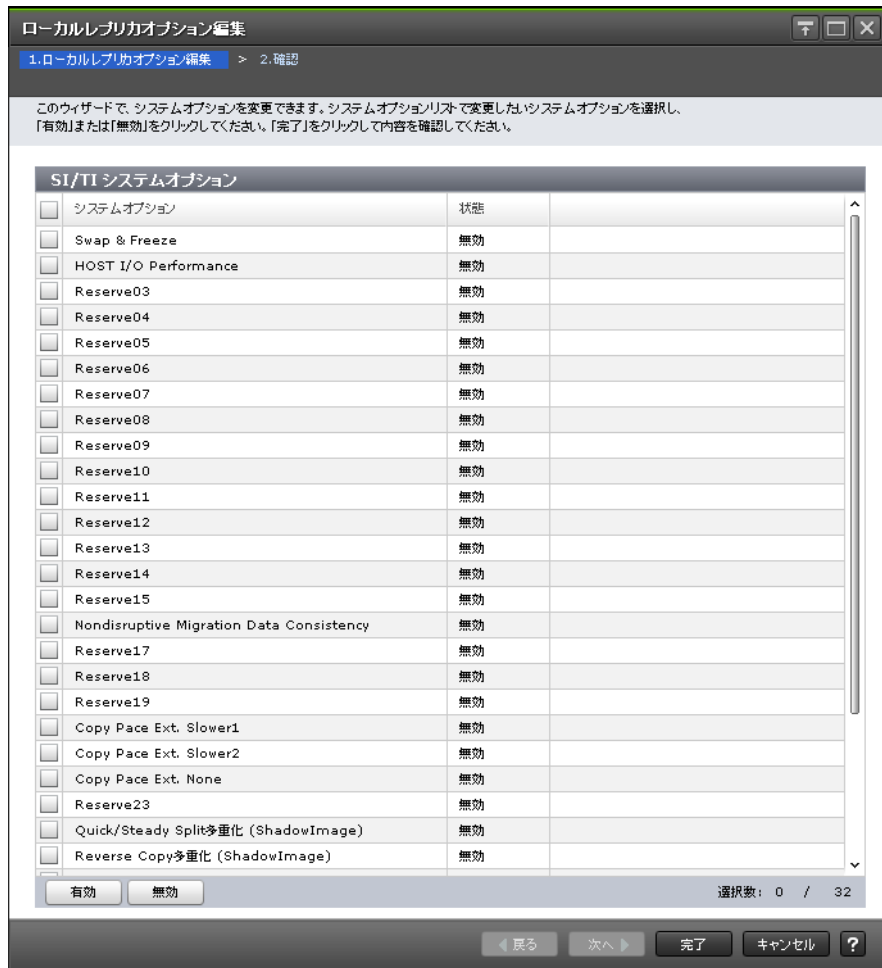 ローカルレプリカオプション編集
1.ローカルレプリカオプション編集 > 2.確認
このウィザードで、システムオプションを変更できます。システムオプションリストで変更したいシステムオプションを選択し、
「有効」または「無効」をクリックしてください。「完了」をクリックして内容を確認してください。
SI/TI システムオプション
システムオプション 状態
Swap & Freeze 無効
HOST I/O Performance 無効
Reserve03 無効
Reserve04 無効
Reserve05 無効
Reserve06 無効
Reserve07 無効
Reserve08 無効
Reserve09 無効
Reserve10 無効
Reserve11 無効
Reserve12 無効
Reserve13 無効
Reserve14 無効
Reserve15 無効
Nondisruptive Migration Data Consistency 無効
Reserve17 無効
Reserve18 無効
Reserve19 無効
Copy Pace Ext. Slower1 無効
Copy Pace Ext. Slower2 無効
Copy Pace Ext. None 無効
Reserve23 無効
Quick/Steady Split多重化 (ShadowImage) 無効
Reverse Copy多重化 (ShadowImage) 無効
有効 無効 選択数: 0 / 32
戻る 次へ 完了 キャンセル ?